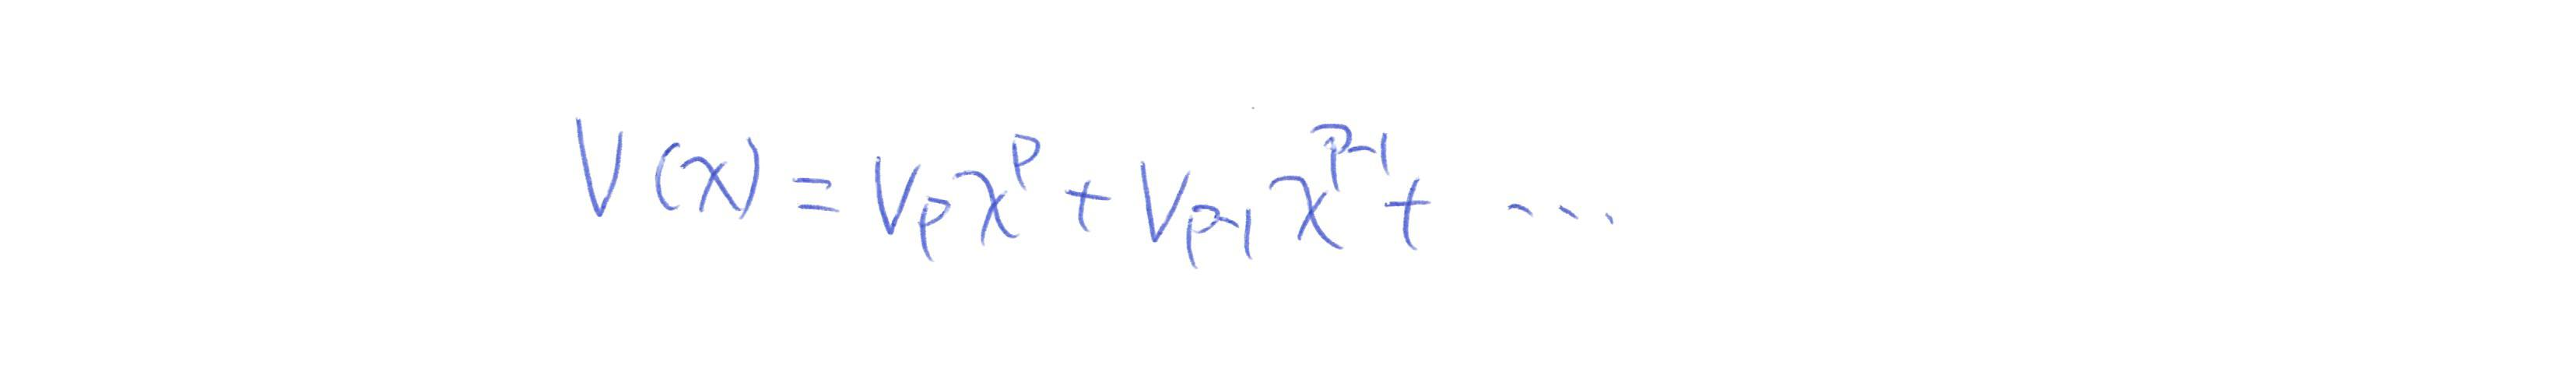 V(x) = V_p x^p + V_{p-1} x^{p-1} + ...